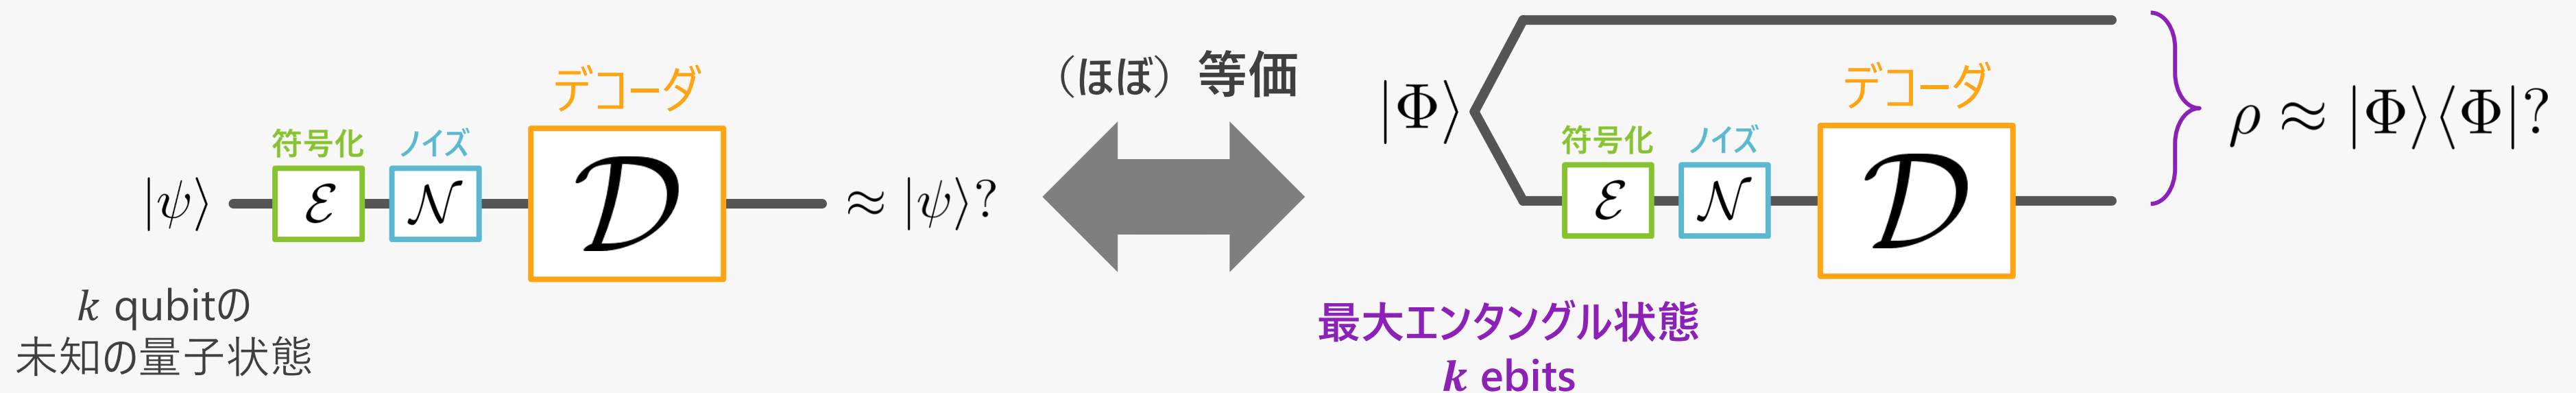 符号化
ノイズ
デコーダ
|ψ⟩
ℰ
𝒩
𝒟
≈ |ψ⟩?
k qubitの
未知の量子状態
（ほぼ）等価
|Φ⟩
符号化
ノイズ
デコーダ
ℰ
𝒩
𝒟
ρ ≈ |Φ⟩⟨Φ|?
最大エンタングル状態
k ebits